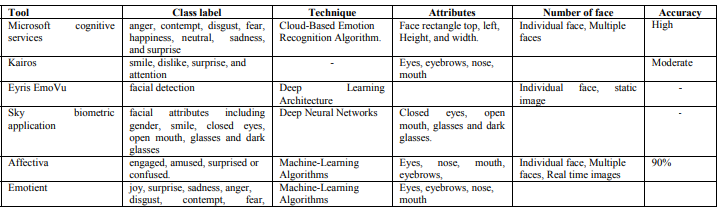 Tool
Class label
Technique
Attributes
Number of face
Accuracy
Microsoft cognitive
services
anger, contempt, disgust, fear,
happiness, neutral, sadness,
and surprise
Cloud-Based Emotion
Recognition Algorithm.
Face rectangle top, left,
Height, and width.
Individual face, Multiple
faces
High
Kairos
smile, dislike, surprise, and
attention
-
Eyes, eyebrows, nose,
mouth
Moderate
Eyris EmoVu
facial detection
Deep Learning
Architecture
Individual face, static
image
-
Sky biometric
application
facial attributes including
gender, smile, closed eyes,
open mouth, glasses and dark
glasses
Deep Neural Networks
Closed eyes, open
mouth, glasses and dark
glasses.
-
Affectiva
engaged, amused, surprised or
confused.
Machine-Learning
Algorithms
Eyes, nose, mouth,
eyebrows,
Individual face, Multiple
faces, Real time images
90%
Emotient
joy, surprise, sadness, anger,
disgust, contempt, fear,
Machine-Learning
Algorithms
Eyes, eyebrows, nose,
mouth